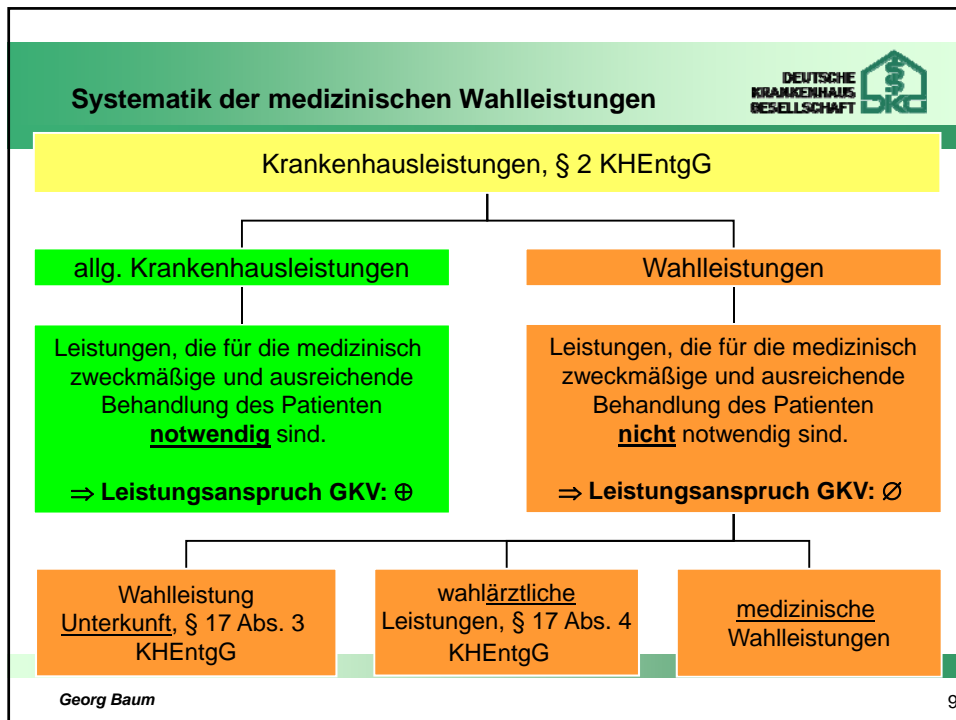 Systematik der medizinischen Wahlleistungen
DEUTSCHE
KRANKENHAUS
GESELLSCHAFT
DKG
Krankenhausleistungen, § 2 KHEntgG
allg. Krankenhausleistungen
Wahlleistungen
Leistungen, die für die medizinisch
zweckmäßige und ausreichende
Behandlung des Patienten
notwendig sind.
⇒ Leistungsanspruch GKV: ⊕
Leistungen, die für die medizinisch
zweckmäßige und ausreichende
Behandlung des Patienten
nicht notwendig sind.
⇒ Leistungsanspruch GKV: ∅
Wahlleistung
Unterkunft, § 17 Abs. 3
KHEntgG
wahlärztliche
Leistungen, § 17 Abs. 4
KHEntgG
medizinische
Wahlleistungen
Georg Baum
9